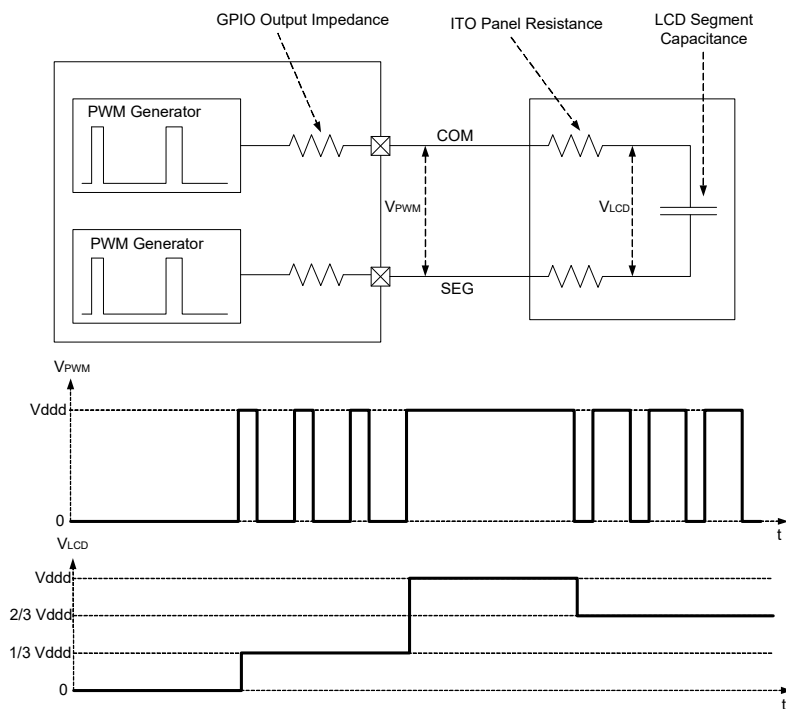 GPIO Output Impedance
ITO Panel Resistance
LCD Segment
Capacitance
PWM Generator
COM
VPWM
VLCD
PWM Generator
SEG
VPWM
Vddd
0
t
VLCD
Vddd
2/3 Vddd
1/3 Vddd
0
t